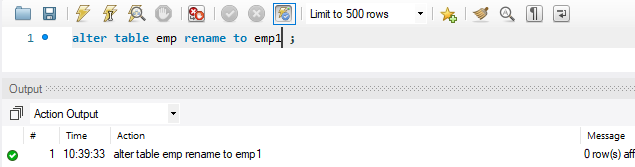 Limit to 500 rows
1 alter table emp rename to emp1 ;
Output
Action Output
# Time Action Message
1 10:39:33 alter table emp rename to emp1 0 row(s) aff